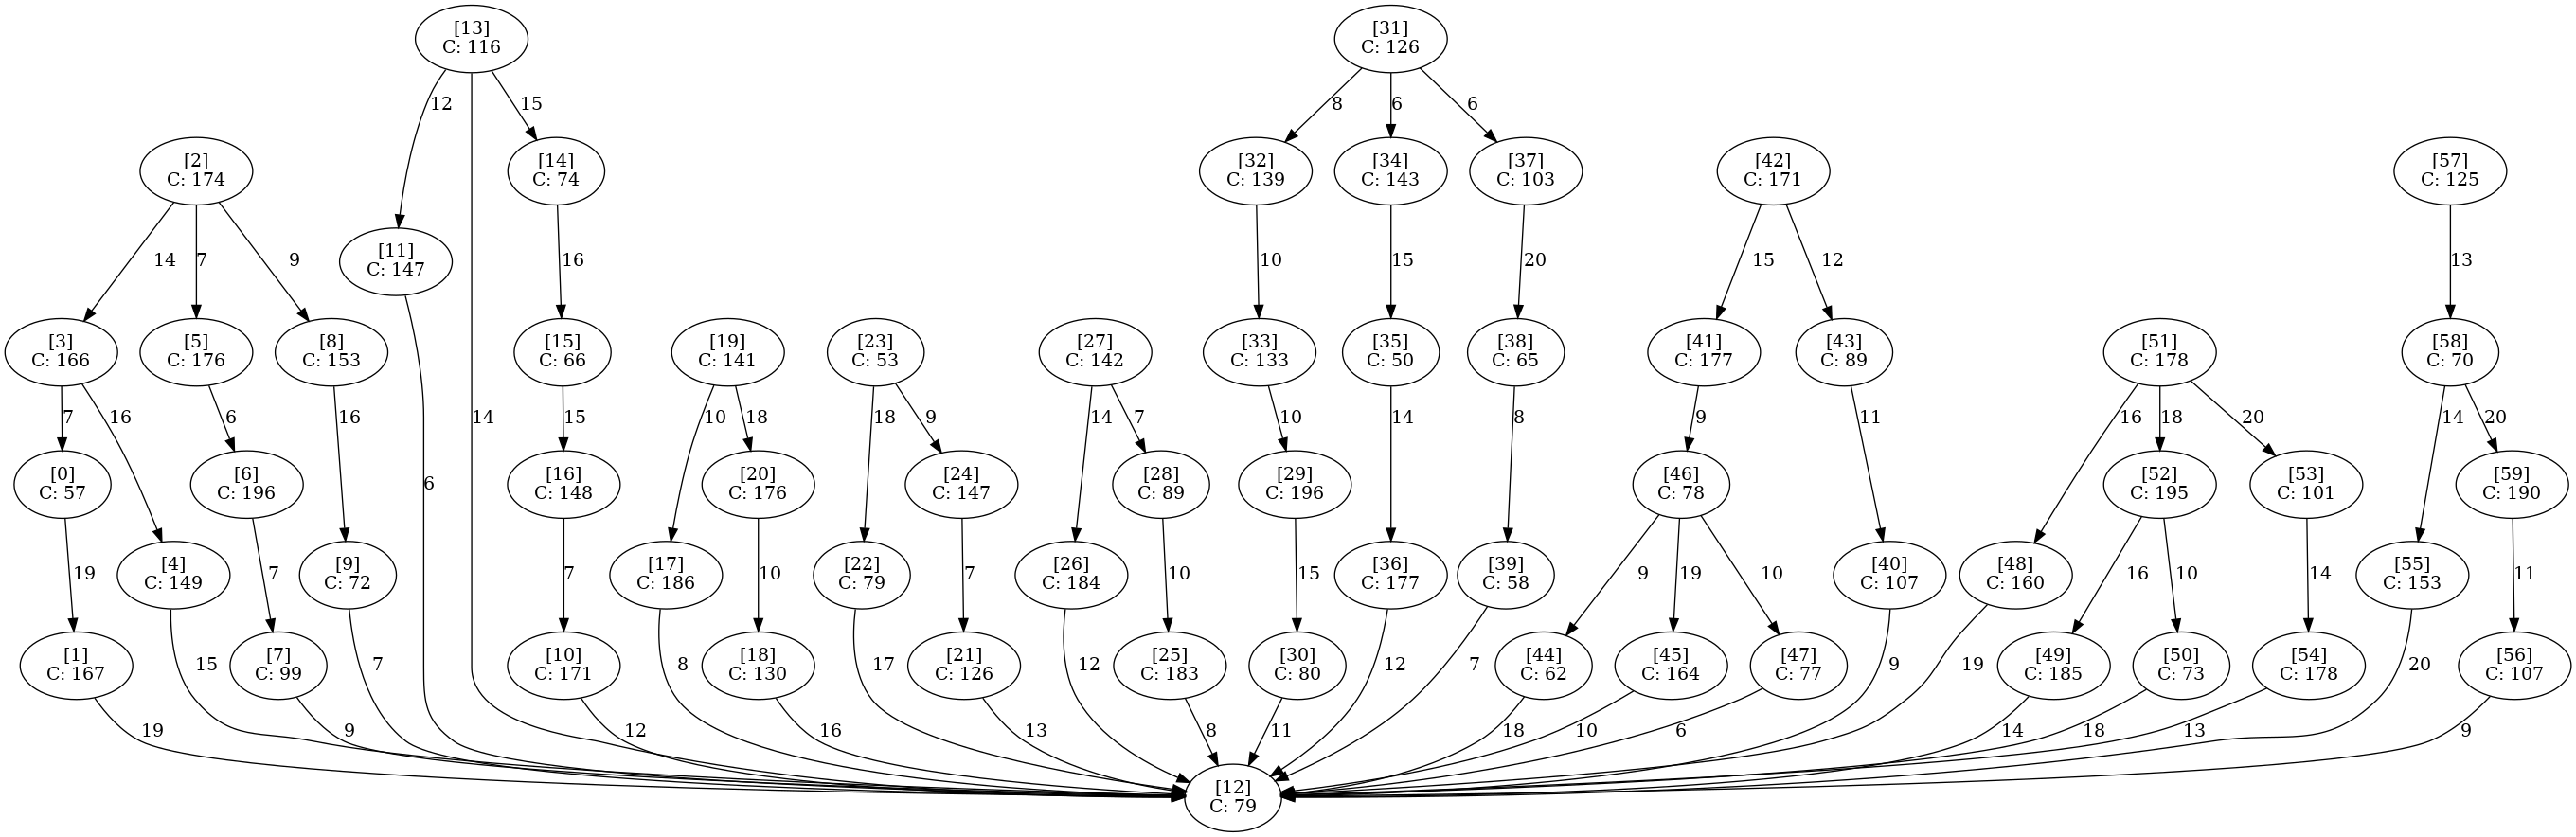 [13]
C: 116
[31]
C: 126
12
15
8
6
6
[2]
C: 174
[14]
C: 74
[32]
C: 139
[34]
C: 143
[37]
C: 103
[42]
C: 171
[57]
C: 125
[11]
C: 147
14
7
9
16
10
15
20
15
12
13
[3]
C: 166
[5]
C: 176
[8]
C: 153
[15]
C: 66
[19]
C: 141
[23]
C: 53
[27]
C: 142
[33]
C: 133
[35]
C: 50
[38]
C: 65
[41]
C: 177
[43]
C: 89
[51]
C: 178
[58]
C: 70
7
16
6
16
14
15
10
18
18
9
14
7
10
14
8
9
11
16
18
20
14
20
[0]
C: 57
[6]
C: 196
6
[16]
C: 148
[20]
C: 176
[24]
C: 147
[28]
C: 89
[29]
C: 196
[46]
C: 78
[52]
C: 195
[53]
C: 101
[59]
C: 190
19
[4]
C: 149
7
[9]
C: 72
7
[17]
C: 186
10
[22]
C: 79
7
[26]
C: 184
10
15
[36]
C: 177
[39]
C: 58
9
19
10
[40]
C: 107
[48]
C: 160
16
10
14
[55]
C: 153
11
[1]
C: 167
15
[7]
C: 99
7
[10]
C: 171
8
[18]
C: 130
17
[21]
C: 126
12
[25]
C: 183
[30]
C: 80
12
7
[44]
C: 62
[45]
C: 164
[47]
C: 77
9
19
[49]
C: 185
[50]
C: 73
[54]
C: 178
20
[56]
C: 107
19
9
12
16
13
8
11
18
10
6
14
18
13
9
[12]
C: 79